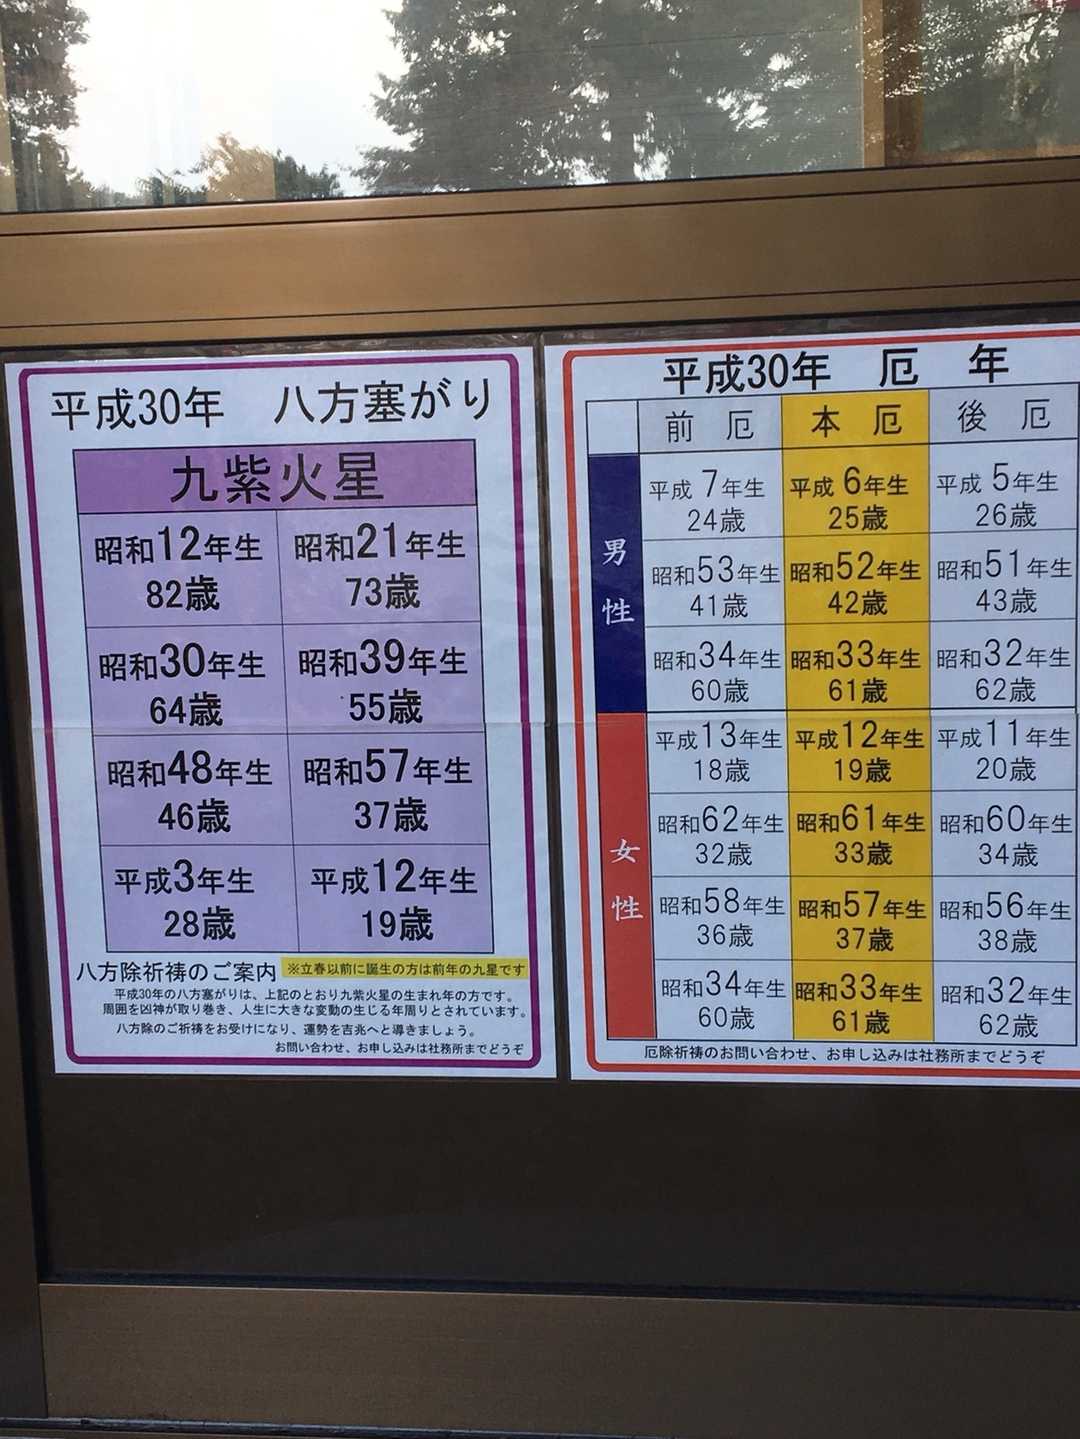 平成30年 八方塞がり
九紫火星
昭和12年生 昭和21年生
82歳 73歳
昭和30年生 昭和39年生
64歳 55歳
昭和48年生 昭和57年生
46歳 37歳
平成3年生 平成12年生
28歳 19歳
八方除祈祷のご案内 ※立春以前に誕生の方は前年の九星です
平成30年の八方塞がりは、上記のとおり九紫火星の生まれ年の方です。
周囲を凶神が取り巻き、人生に大きな変動の生じる年周りとされています。
八方除のご祈祷をお受けになり、運勢を吉兆へと導きましょう。
お問い合わせ、お申し込みは社務所までどうぞ
平成30年 厄 年
前 厄 本 厄 後 厄
男性
平成7年生 平成6年生 平成5年生
24歳 25歳 26歳
昭和53年生 昭和52年生 昭和51年生
41歳 42歳 43歳
昭和34年生 昭和33年生 昭和32年生
60歳 61歳 62歳
女性
平成13年生 平成12年生 平成11年生
18歳 19歳 20歳
昭和62年生 昭和61年生 昭和60年生
32歳 33歳 34歳
昭和58年生 昭和57年生 昭和56年生
36歳 37歳 38歳
昭和34年生 昭和33年生 昭和32年生
60歳 61歳 62歳
厄除祈祷のお問い合わせ、お申し込みは社務所までどうぞ